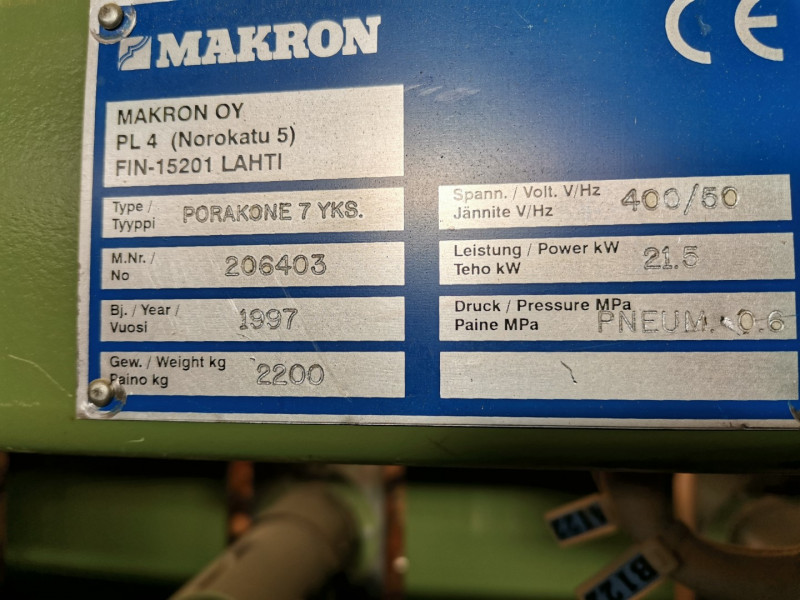 MAKRON
CE
MAKRON OY
PL 4 (Norokatu 5)
FIN-15201 LAHTI
Type / Tyyppi PORAKONE 7 YKS.
M.Nr. / No 206403
Bj. / Year / Vuosi 1997
Gew. / Weight kg
Paino kg 2200
Spann. / Volt. V/Hz
Jännite V/Hz 400/50
Leistung / Power kW
Teho kW 21.5
Druck / Pressure MPa
Paine MPa PNEUM. 0.6
B122